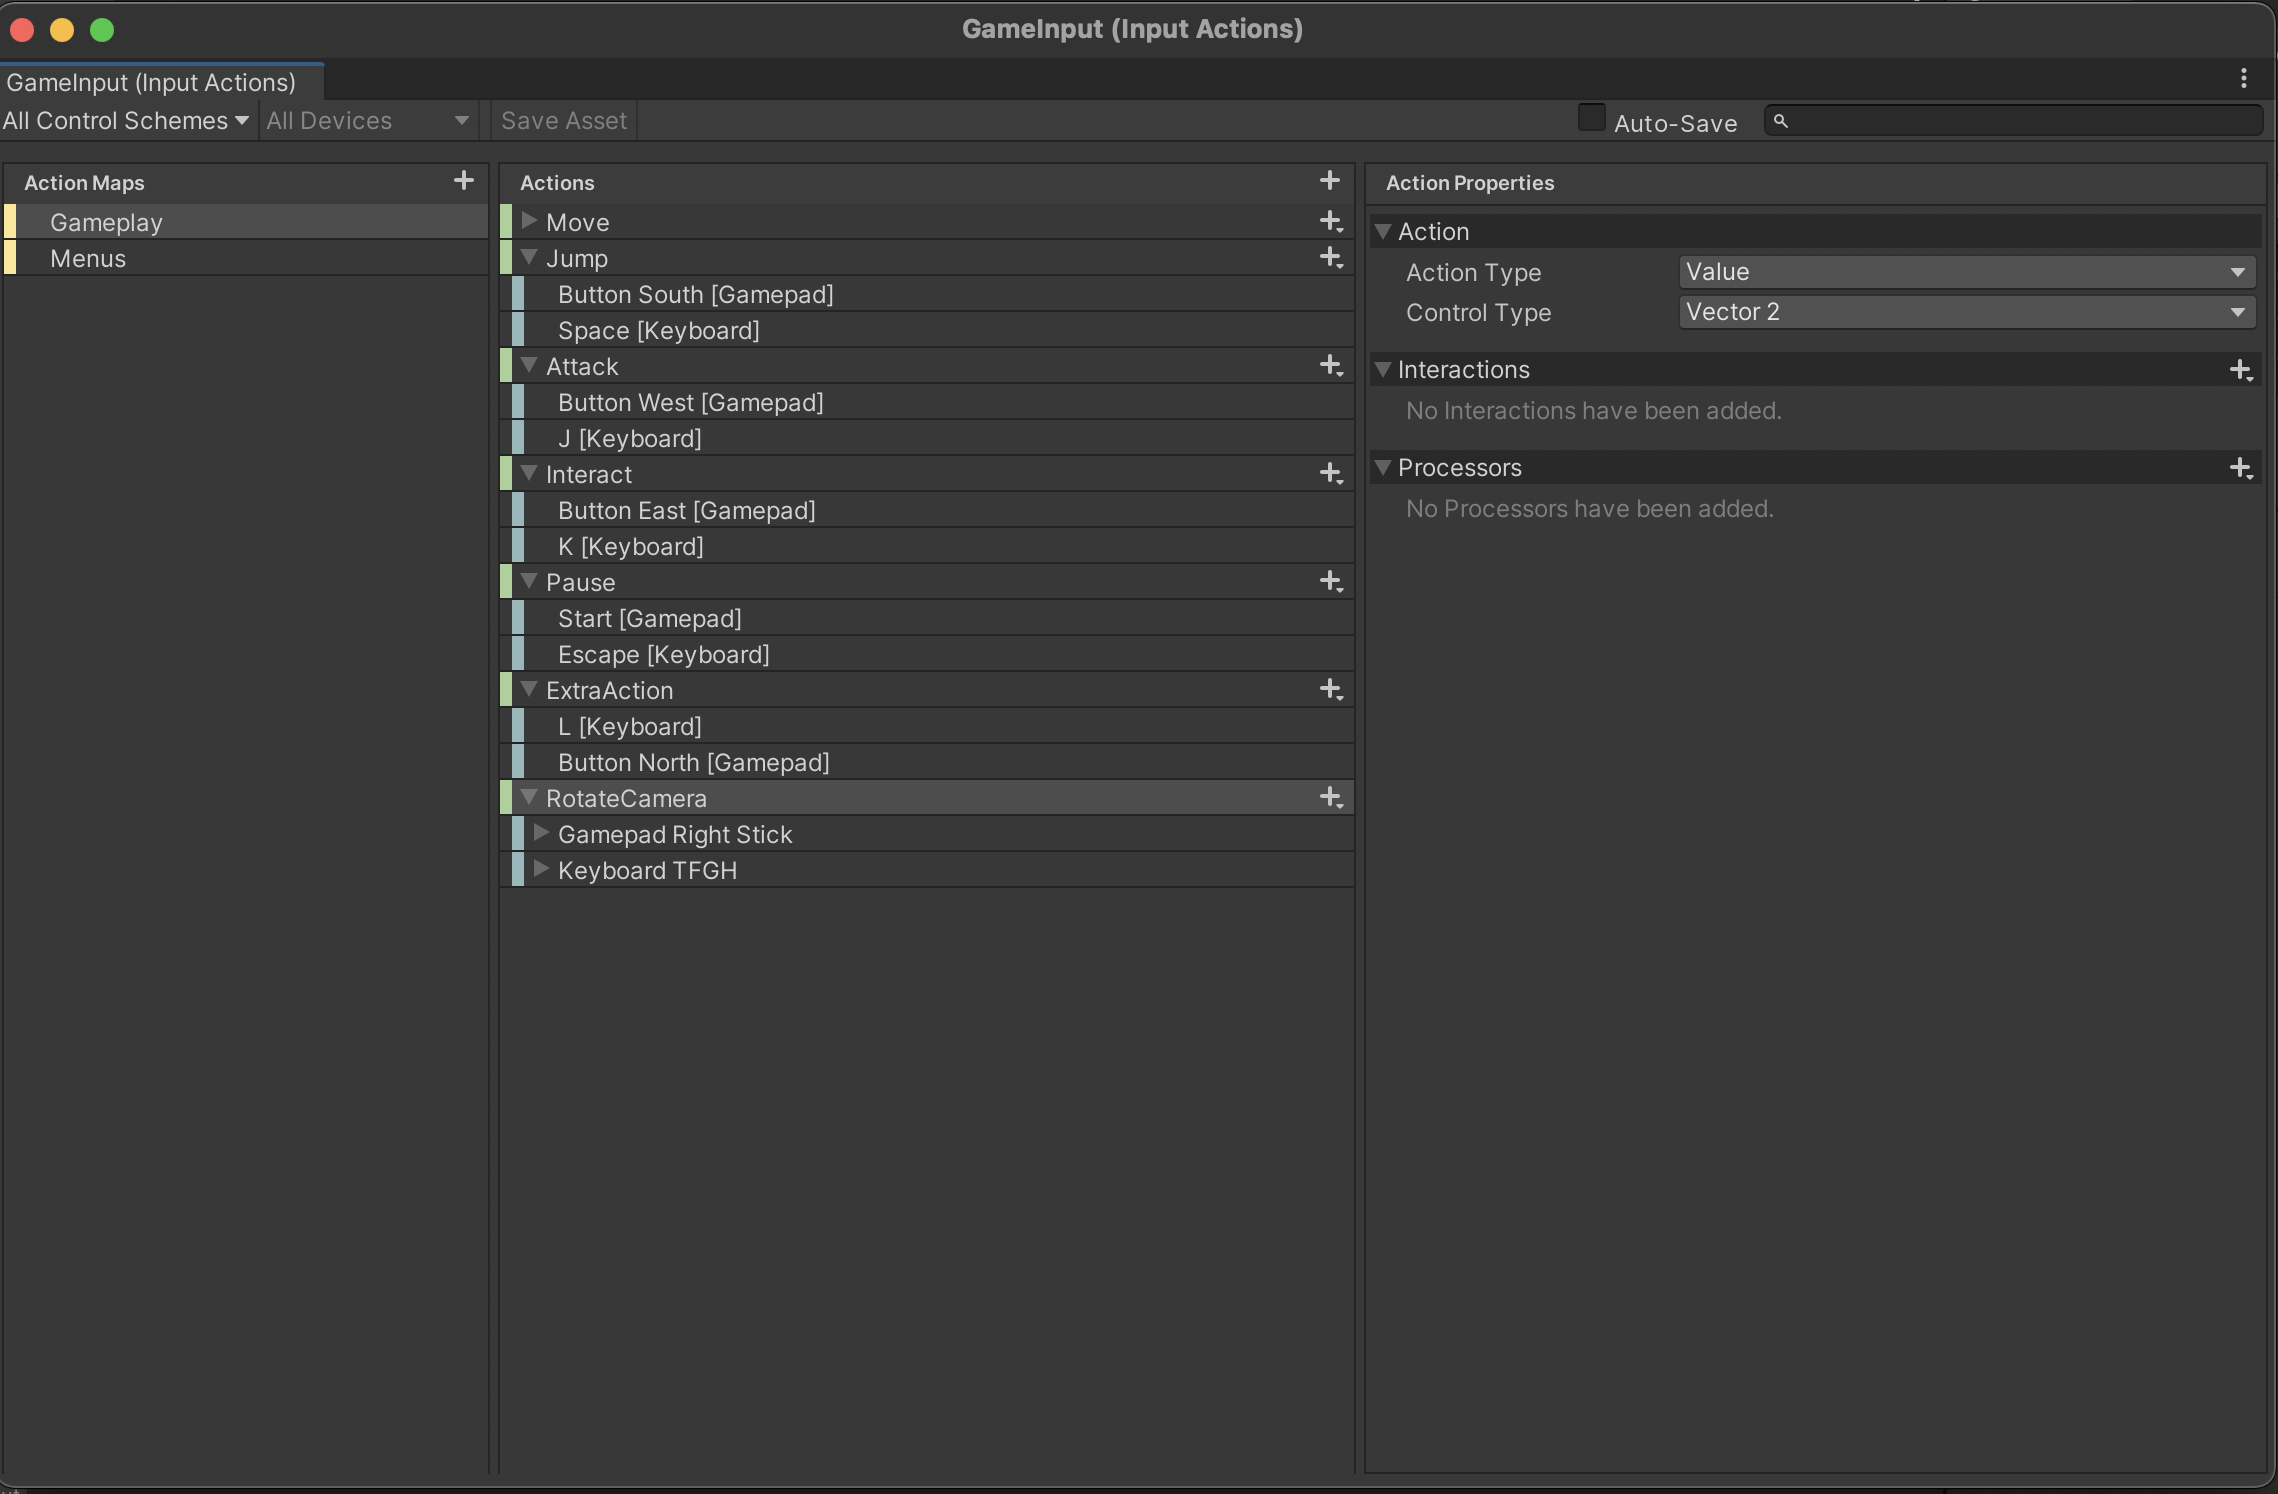 GameInput (Input Actions)
GameInput (Input Actions)
All Control Schemes All Devices Save Asset Auto-Save
Action Maps
Gameplay
Menus
Actions
Move
Jump
Button South [Gamepad]
Space [Keyboard]
Attack
Button West [Gamepad]
J [Keyboard]
Interact
Button East [Gamepad]
K [Keyboard]
Pause
Start [Gamepad]
Escape [Keyboard]
ExtraAction
L [Keyboard]
Button North [Gamepad]
RotateCamera
Gamepad Right Stick
Keyboard TFGH
Action Properties
Action
Action Type Value
Control Type Vector 2
Interactions
No Interactions have been added.
Processors
No Processors have been added.